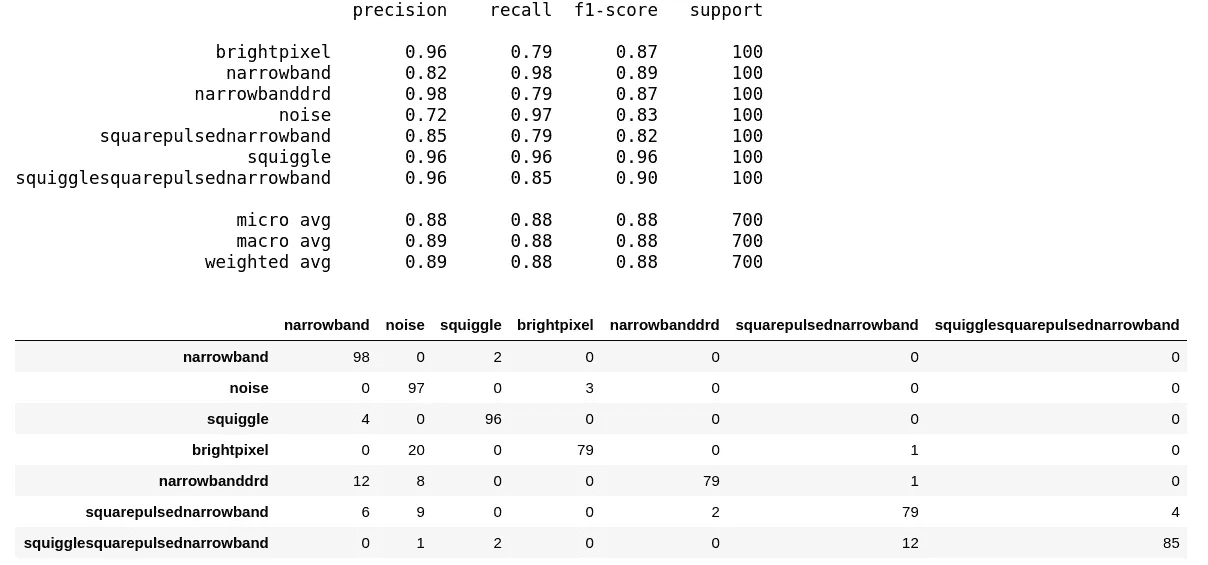 precision recall f1-score support
brightpixel 0.96 0.79 0.87 100
narrowband 0.82 0.98 0.89 100
narrowbanddrd 0.98 0.79 0.87 100
noise 0.72 0.97 0.83 100
squarepulsednarrowband 0.85 0.79 0.82 100
squiggle 0.96 0.96 0.96 100
squigglesquarepulsednarrowband 0.96 0.85 0.90 100
micro avg 0.88 0.88 0.88 700
macro avg 0.89 0.88 0.88 700
weighted avg 0.89 0.88 0.88 700
narrowband noise squiggle brightpixel narrowbanddrd squarepulsednarrowband squigglesquarepulsednarrowband
narrowband 98 0 2 0 0 0 0
noise 0 97 0 3 0 0 0
squiggle 4 0 96 0 0 0 0
brightpixel 0 20 0 79 0 1 0
narrowbanddrd 12 8 0 0 79 1 0
squarepulsednarrowband 6 9 0 0 2 79 4
squigglesquarepulsednarrowband 0 1 2 0 0 12 85